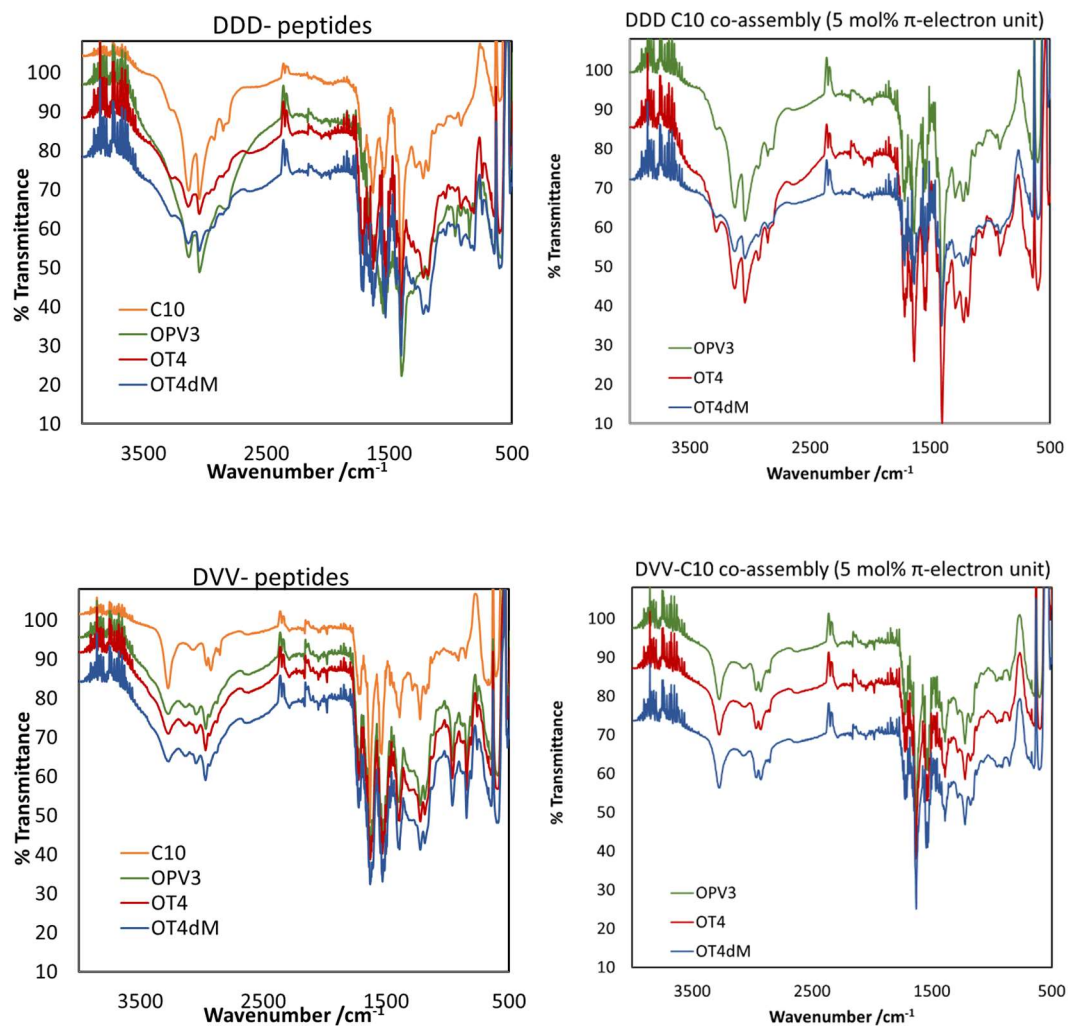 DDD- peptides
% Transmittance
100
90
80
70
60
50
40
30
20
10
C10
OPV3
OT4
OT4dM
3500
2500
1500
500
Wavenumber /cm⁻¹
DDD C10 co-assembly (5 mol% π-electron unit)
% Transmittance
100
90
80
70
60
50
40
30
20
10
OPV3
OT4
OT4dM
3500
2500
1500
500
Wavenumber /cm⁻¹
DVV- peptides
% Transmittance
100
90
80
70
60
50
40
30
20
10
C10
OPV3
OT4
OT4dM
3500
2500
1500
500
Wavenumber /cm⁻¹
DVV-C10 co-assembly (5 mol% π-electron unit)
% Transmittance
100
90
80
70
60
50
40
30
20
10
OPV3
OT4
OT4dM
3500
2500
1500
500
Wavenumber /cm⁻¹